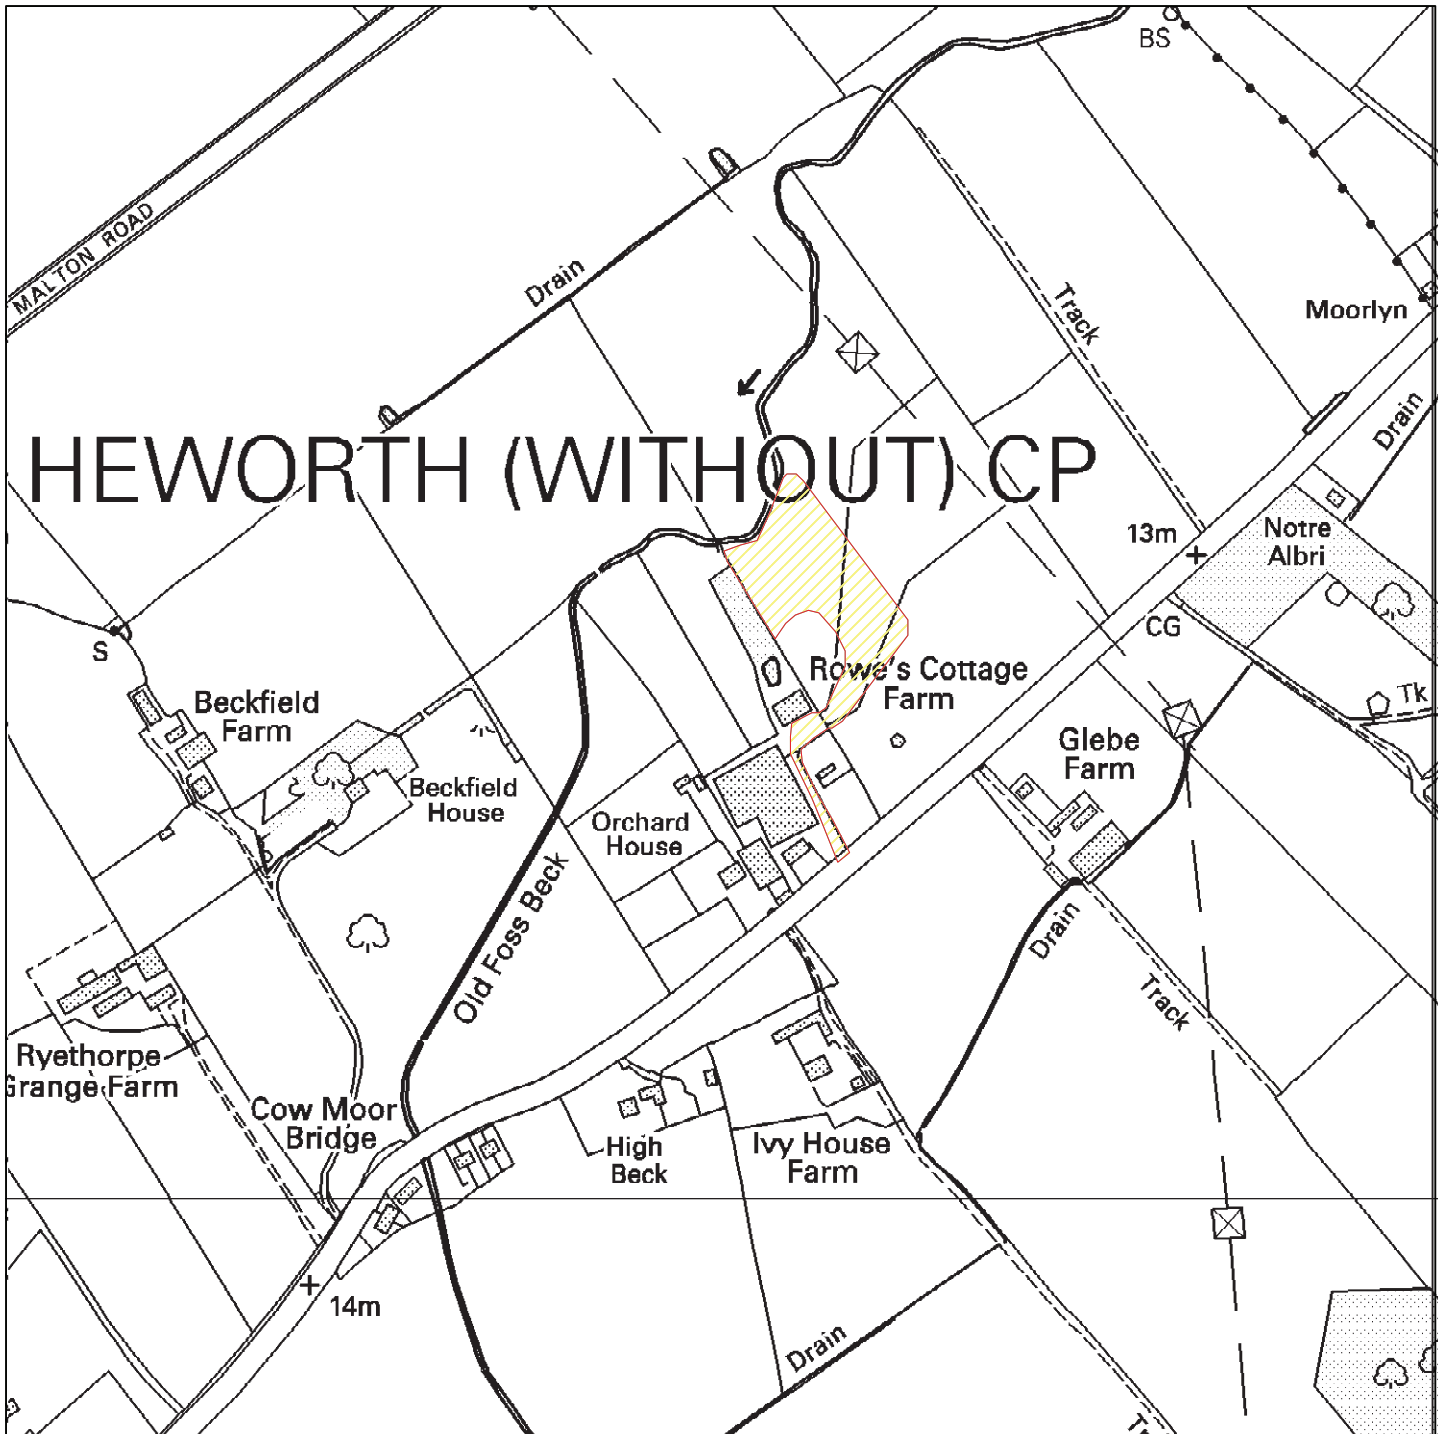 BS
MALTON ROAD
Drain
Track
Moorlyn
Drain
HEWORTH (WITHOUT) CP
13m
Notre
Albri
CG
S
Rowe's Cottage
Farm
Tk
Beckfield
Farm
Glebe
Farm
Beckfield
House
Orchard
House
Old Foss Beck
Drain
Track
Ryethorpe
Grange Farm
Cow Moor
Bridge
High
Beck
Ivy House
Farm
14m
Drain